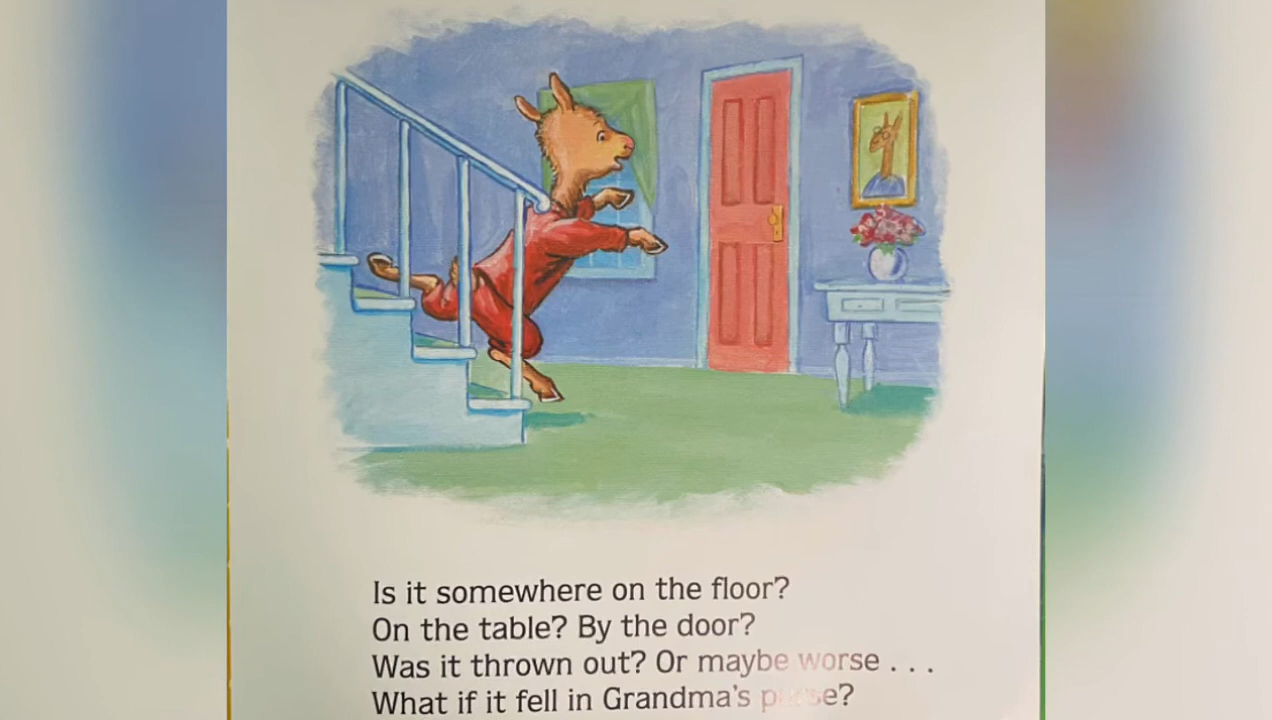 Is it somewhere on the floor?
On the table? By the door?
Was it thrown out? Or maybe worse . . .
What if it fell in Grandma's purse?